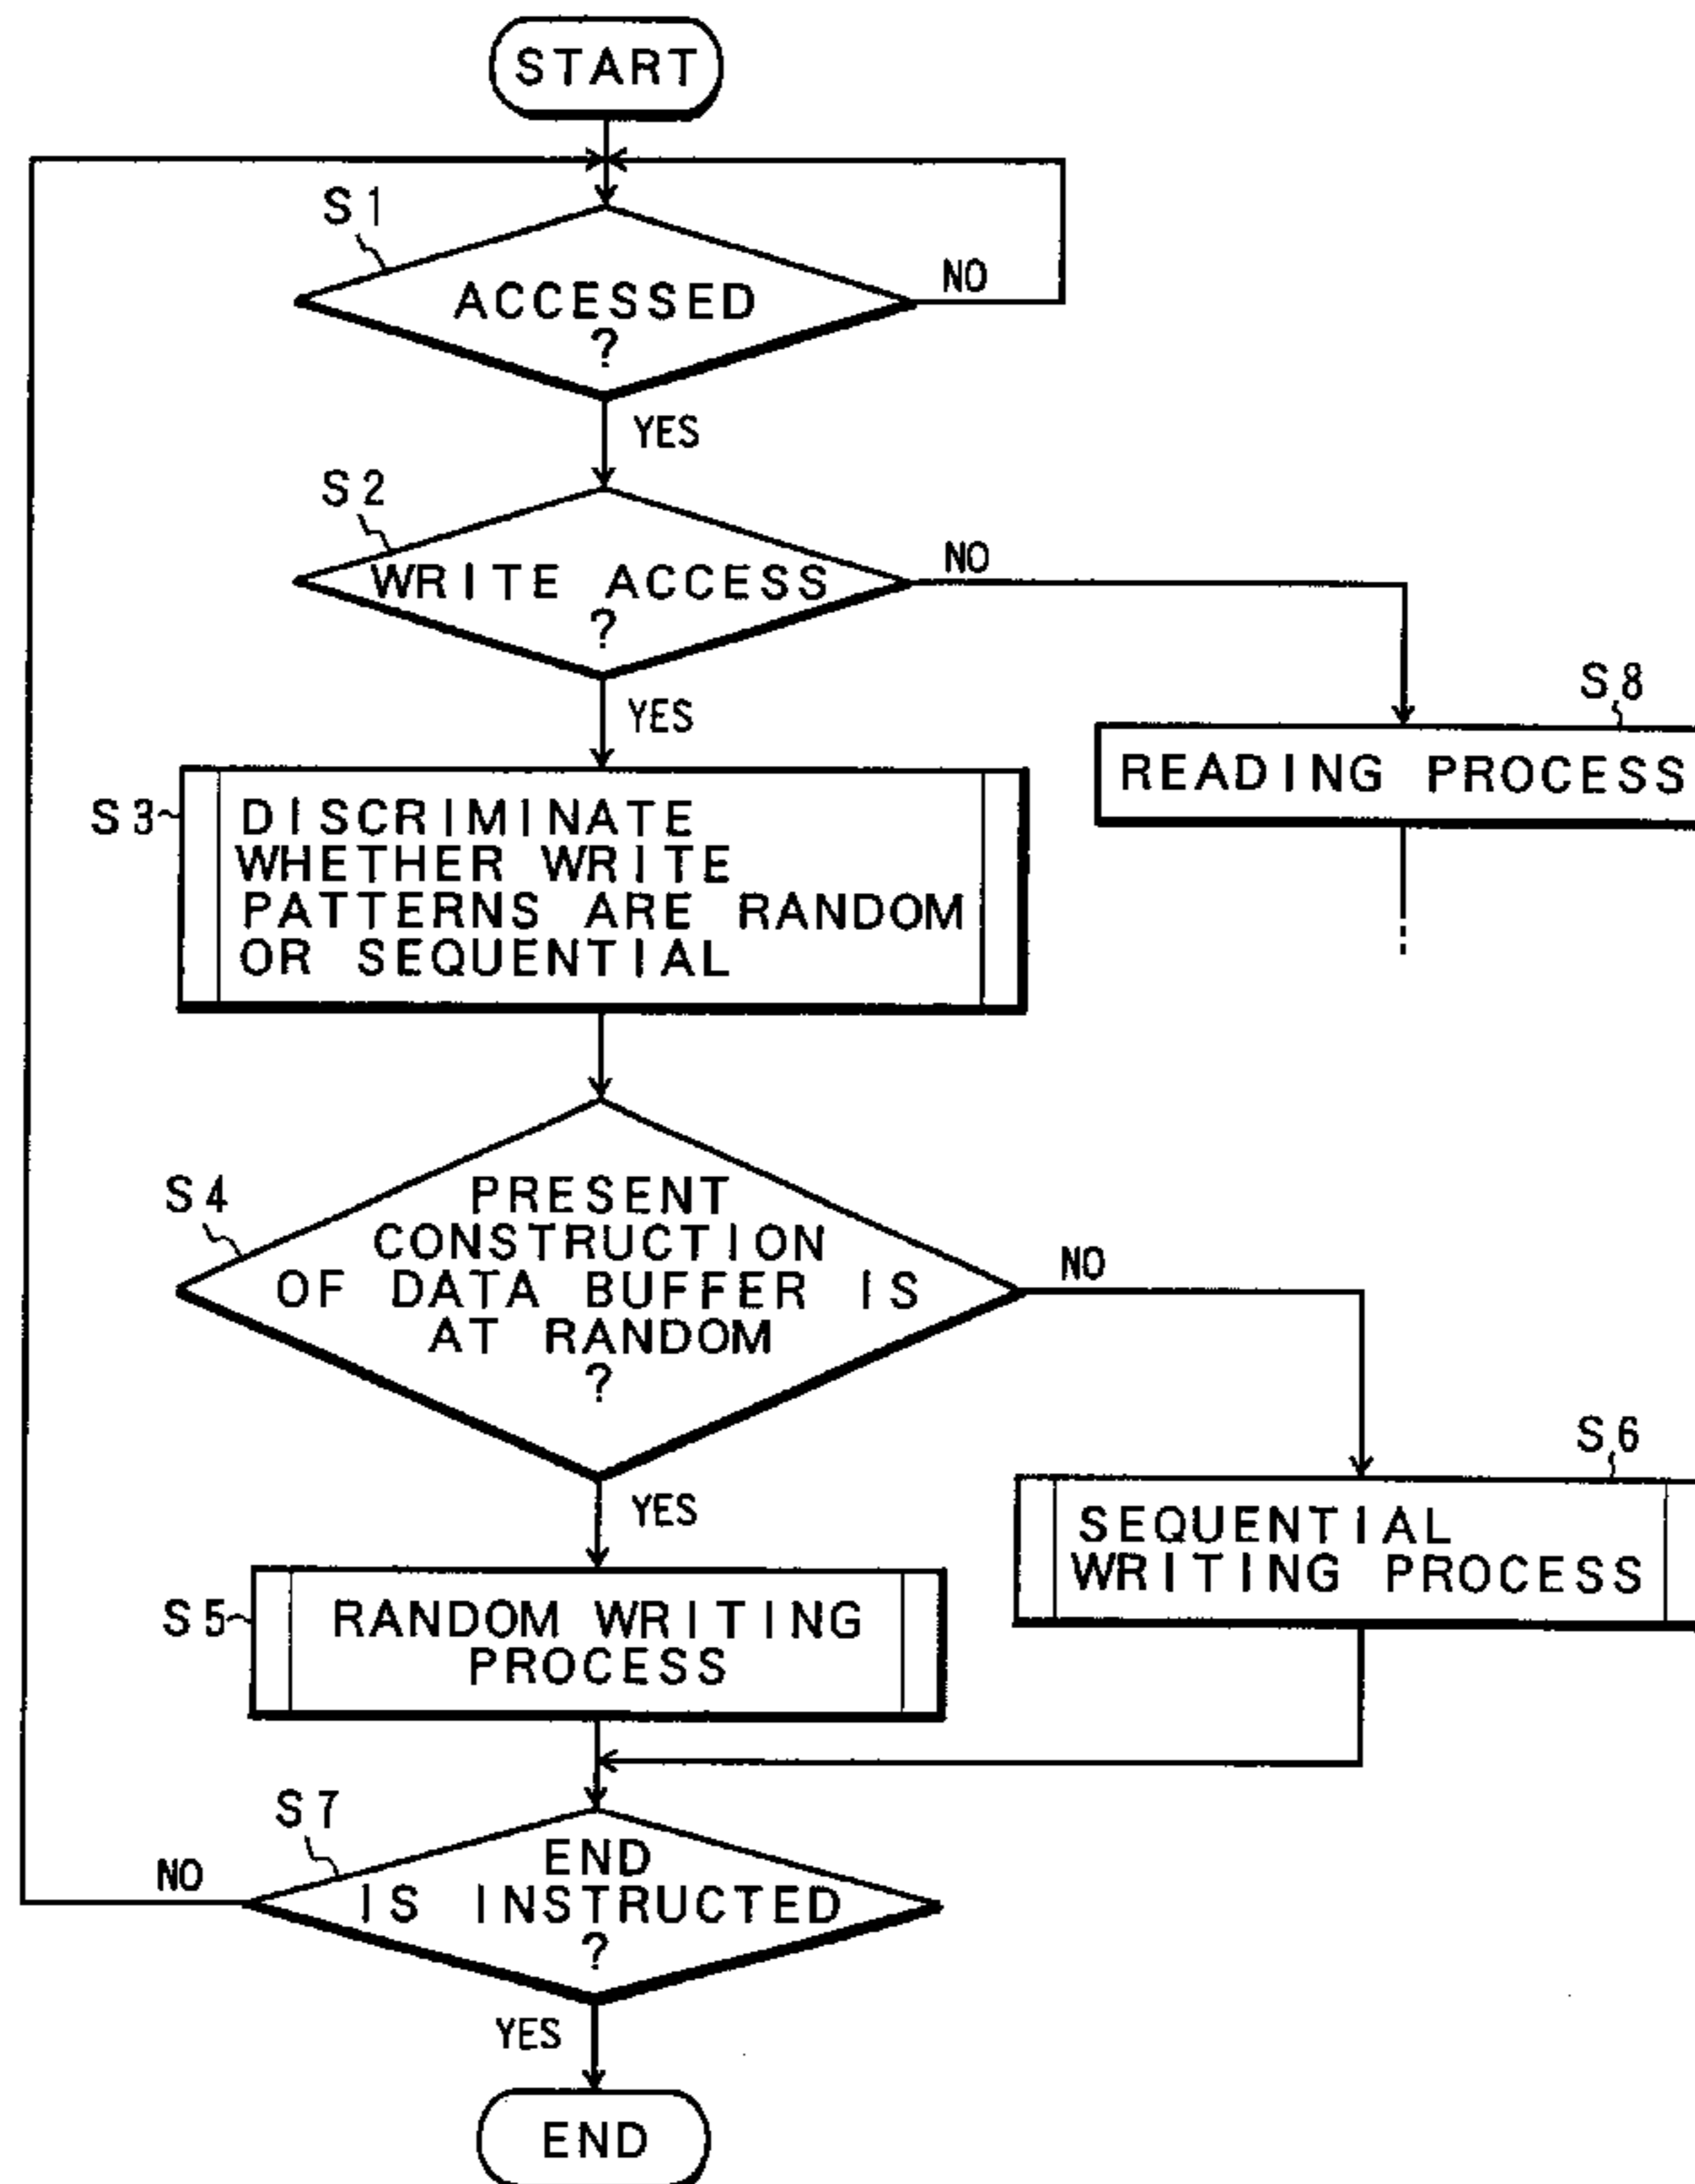 START
S1
ACCESSED
?
NO
YES
S2
WRITE ACCESS
?
NO
YES
S8
READING PROCESS
S3
DISCRIMINATE
WHETHER WRITE
PATTERNS ARE RANDOM
OR SEQUENTIAL
S4
PRESENT
CONSTRUCTION
OF DATA BUFFER IS
AT RANDOM
?
NO
YES
S6
SEQUENTIAL
WRITING PROCESS
S5
RANDOM WRITING
PROCESS
S7
END
IS INSTRUCTED
?
NO
YES
END